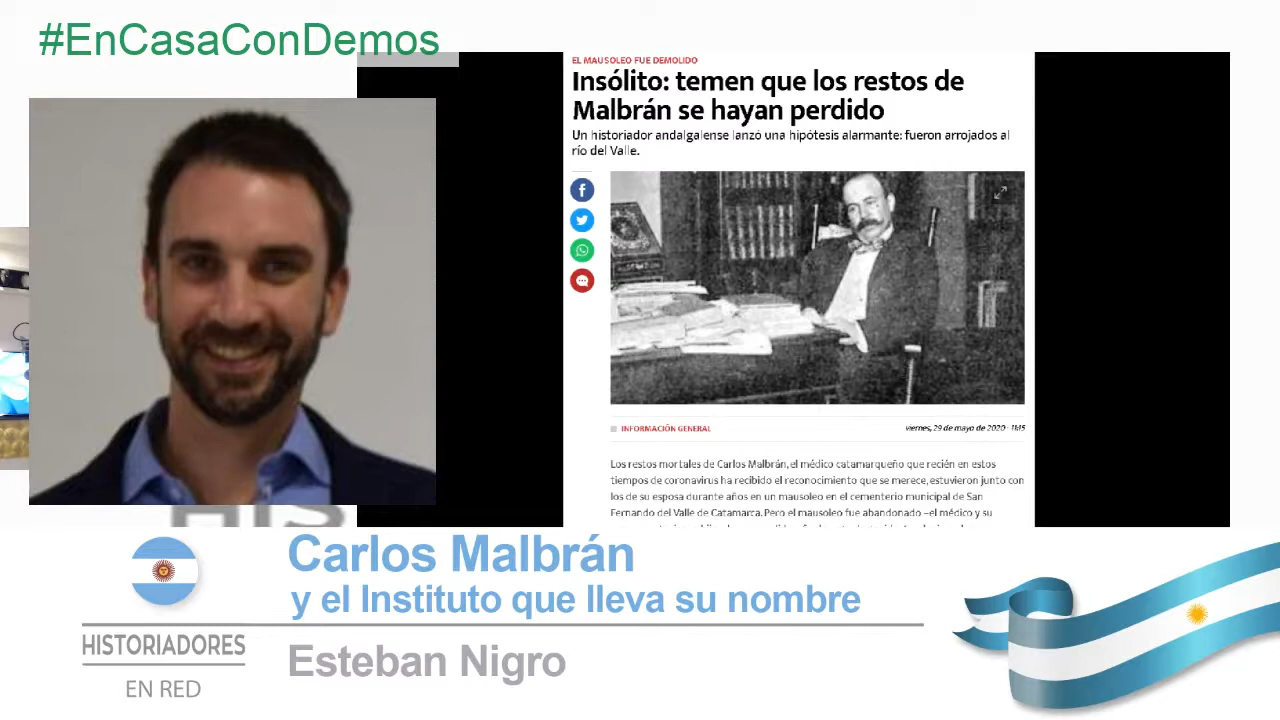 #EnCasaConDemos
EL MAUSOLEO FUE DEMOLIDO
Insólito: temen que los restos de
Malbrán se hayan perdido
Un historiador andalgalense lanzó una hipótesis alarmante: fueron arrojados al
río del Valle.
INFORMACIÓN GENERAL
viernes, 29 de mayo de 2020 - 11:15
Los restos mortales de Carlos Malbrán, el médico catamarqueño que recién en estos
tiempos de coronavirus ha recibido el reconocimiento que se merece, estuvieron junto con
los de su esposa durante años en un mausoleo en el cementerio municipal de San
Fernando del Valle de Catamarca. Pero el mausoleo fue abandonado –el médico y su
Carlos Malbrán
y el Instituto que lleva su nombre
HISTORIADORES
EN RED
Esteban Nigro